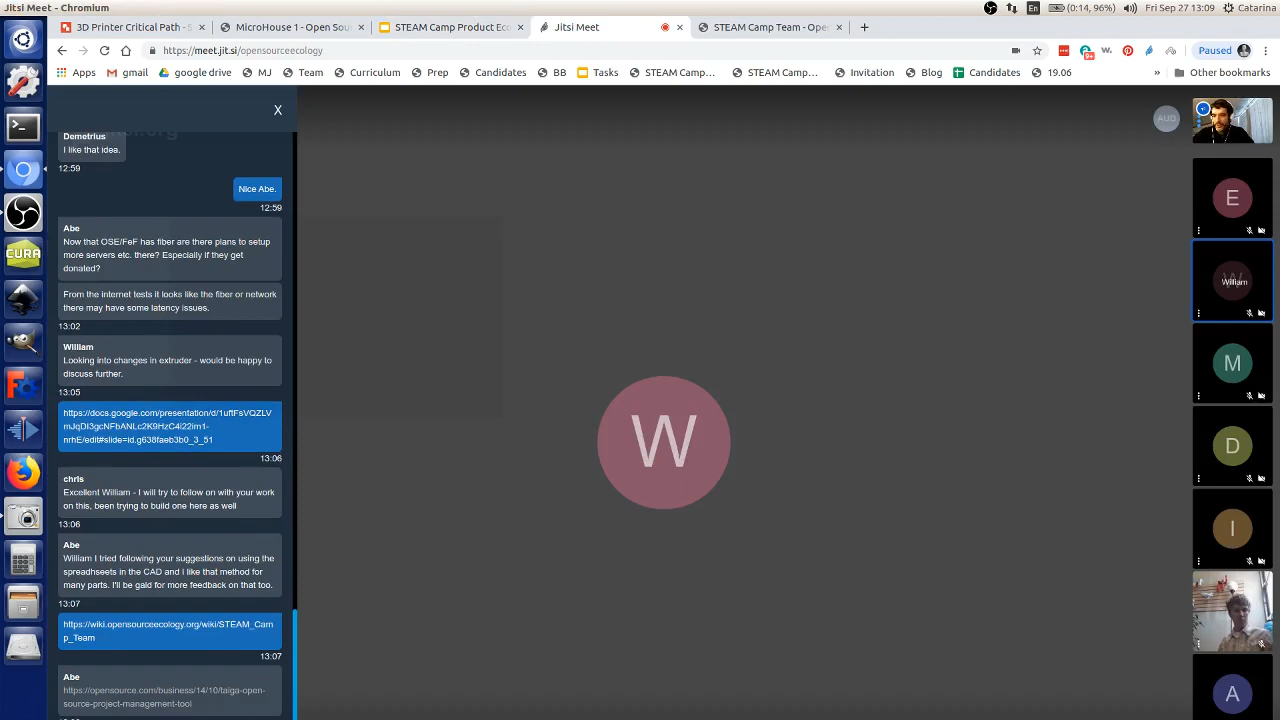 Jitsi Meet - Chromium
En
(0:14, 96%)
Fri Sep 27 13:09
Catarina
3D Printer Critical Path - S
MicroHouse 1 - Open Sou
STEAM Camp Product Eco
Jitsi Meet
STEAM Camp Team - Open
https://meet.jit.si/opensourceecology
9+
Paused
Apps
gmail
google drive
MJ
Team
Curriculum
Prep
Candidates
BB
Tasks
STEAM Camp...
STEAM Camp...
Invitation
Blog
Candidates
19.06
»
Other bookmarks
X
Demetrius
I like that idea.
12:59
Nice Abe.
12:59
Abe
Now that OSE/FeF has fiber are there plans to setup
more servers etc. there? Especially if they get
donated?
From the internet tests it looks like the fiber or network
there may have some latency issues.
13:02
William
Looking into changes in extruder - would be happy to
discuss further.
13:05
https://docs.google.com/presentation/d/1uftFsVQZLV
mJqDI3gcNFbANLc2K9HzC4i22im1-
nrhE/edit#slide=id.g638faeb3b0_3_51
13:06
chris
Excellent William - I will try to follow on with your work
on this, been trying to build one here as well
13:06
Abe
William I tried following your suggestions on using the
spreadhseets in the CAD and I like that method for
many parts. I'll be gald for more feedback on that too.
13:07
https://wiki.opensourceecology.org/wiki/STEAM_Cam
p_Team
13:07
Abe
https://opensource.com/business/14/10/taiga-open-
source-project-management-tool
CURA
W
AUD
E
William
M
D
I
A